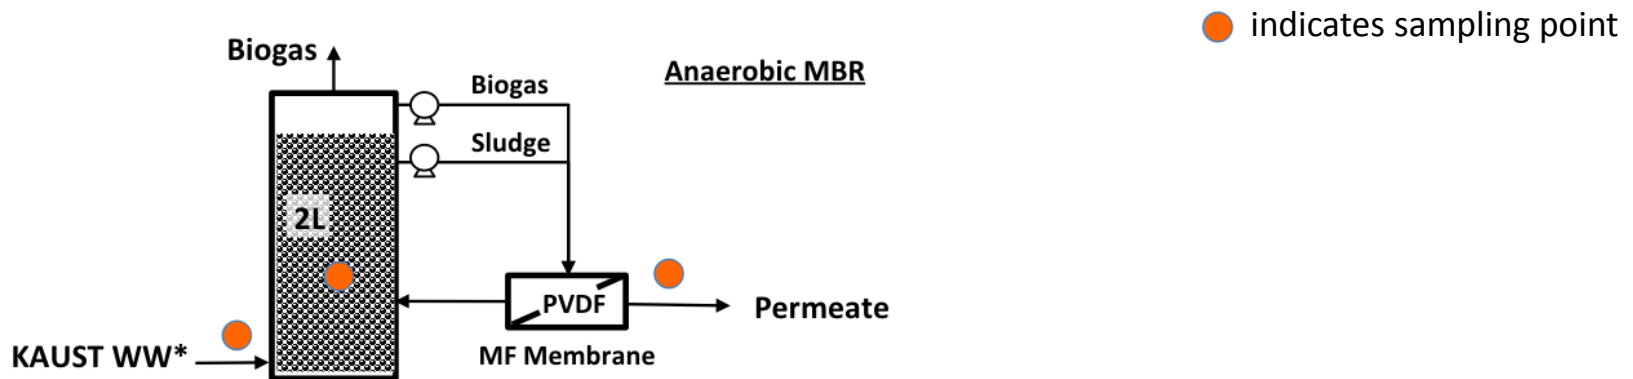 indicates sampling point
Biogas
Anaerobic MBR
Biogas
Sludge
2L
PVDF
Permeate
KAUST WW*
MF Membrane